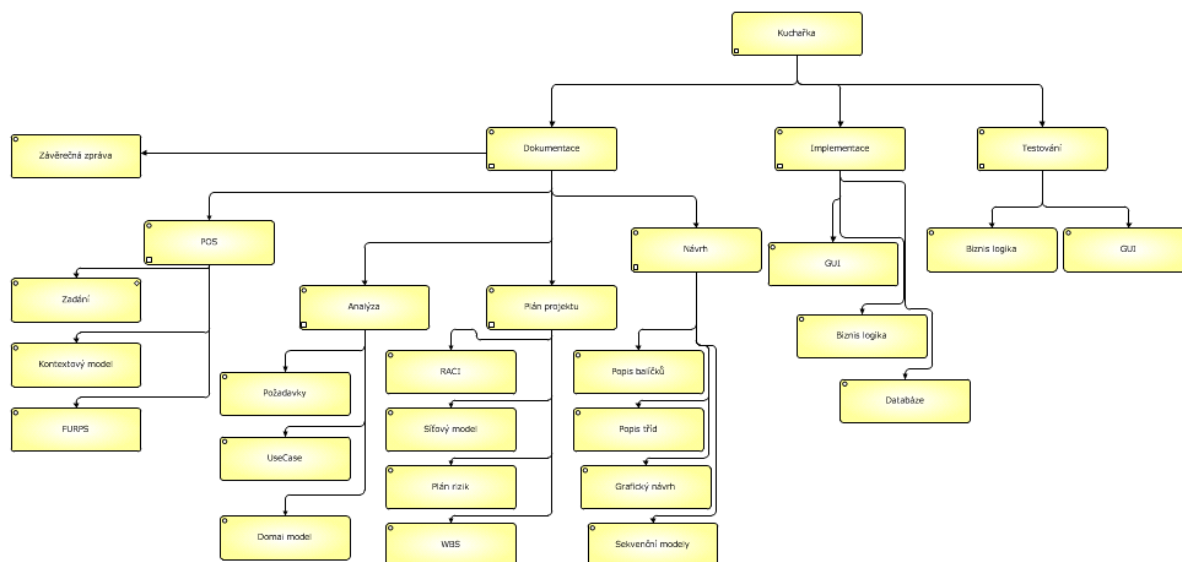 Kuchařka
Závěrečná zpráva
Dokumentace
Implementace
Testování
POS
Návrh
GUI
Biznis logika
GUI
Zadání
Analýza
Plán projektu
Biznis logika
Kontextový model
RACI
Popis balíčků
Požadavky
Databáze
FURPS
Síťový model
Popis tříd
UseCase
Plán rizik
Grafický návrh
Domai model
WBS
Sekvenční modely